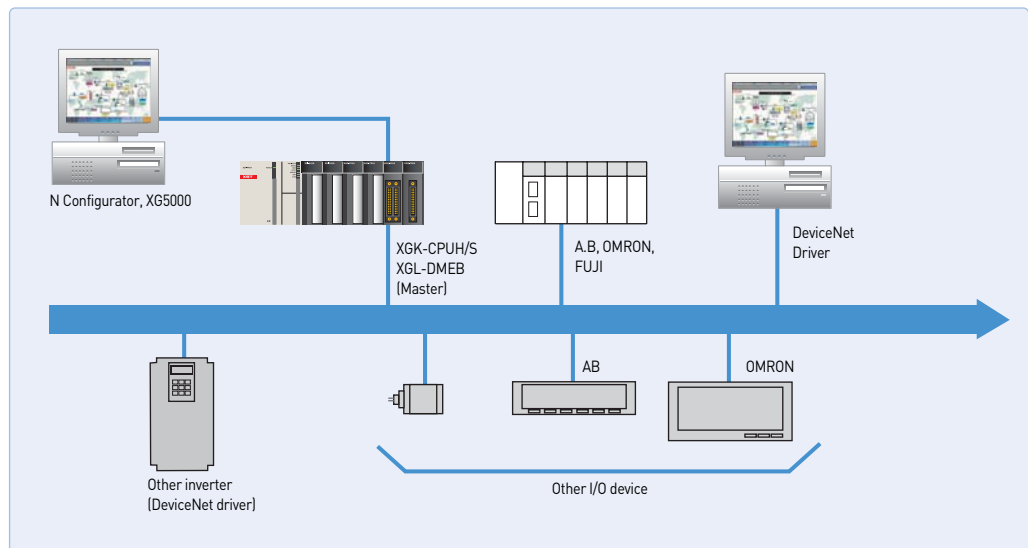 N Configurator, XG5000
XGK-CPUH/S
XGL-DMEB
(Master)
A.B, OMRON,
FUJI
DeviceNet
Driver
AB
OMRON
Other inverter
(DeviceNet driver)
Other I/O device